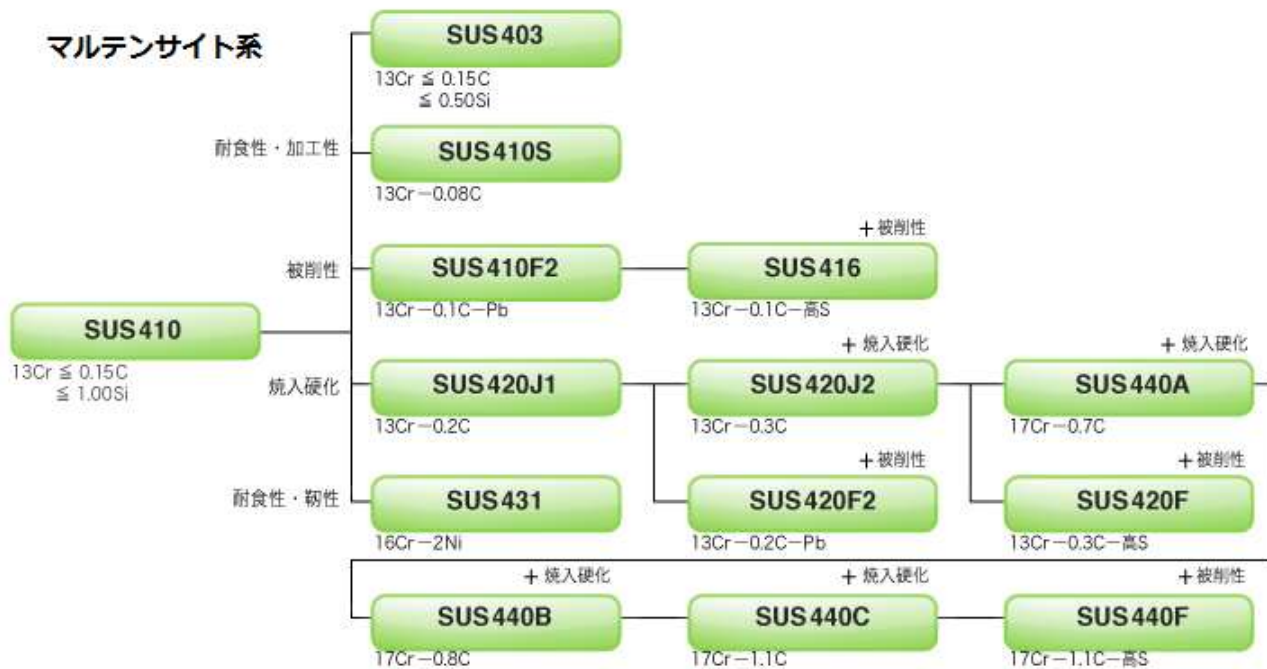 マルテンサイト系
SUS403
13Cr ≦ 0.15C
≦ 0.50Si
耐食性・加工性
SUS410S
13Cr－0.08C
＋被削性
被削性
SUS410F2
SUS416
13Cr－0.1C－Pb
13Cr－0.1C－高S
SUS410
13Cr ≦ 0.15C
≦ 1.00Si
＋焼入硬化
＋焼入硬化
焼入硬化
SUS420J1
SUS420J2
SUS440A
13Cr－0.2C
13Cr－0.3C
17Cr－0.7C
＋被削性
＋被削性
耐食性・靭性
SUS431
SUS420F2
SUS420F
16Cr－2Ni
13Cr－0.2C－Pb
13Cr－0.3C－高S
＋焼入硬化
＋焼入硬化
＋被削性
SUS440B
SUS440C
SUS440F
17Cr－0.8C
17Cr－1.1C
17Cr－1.1C－高S